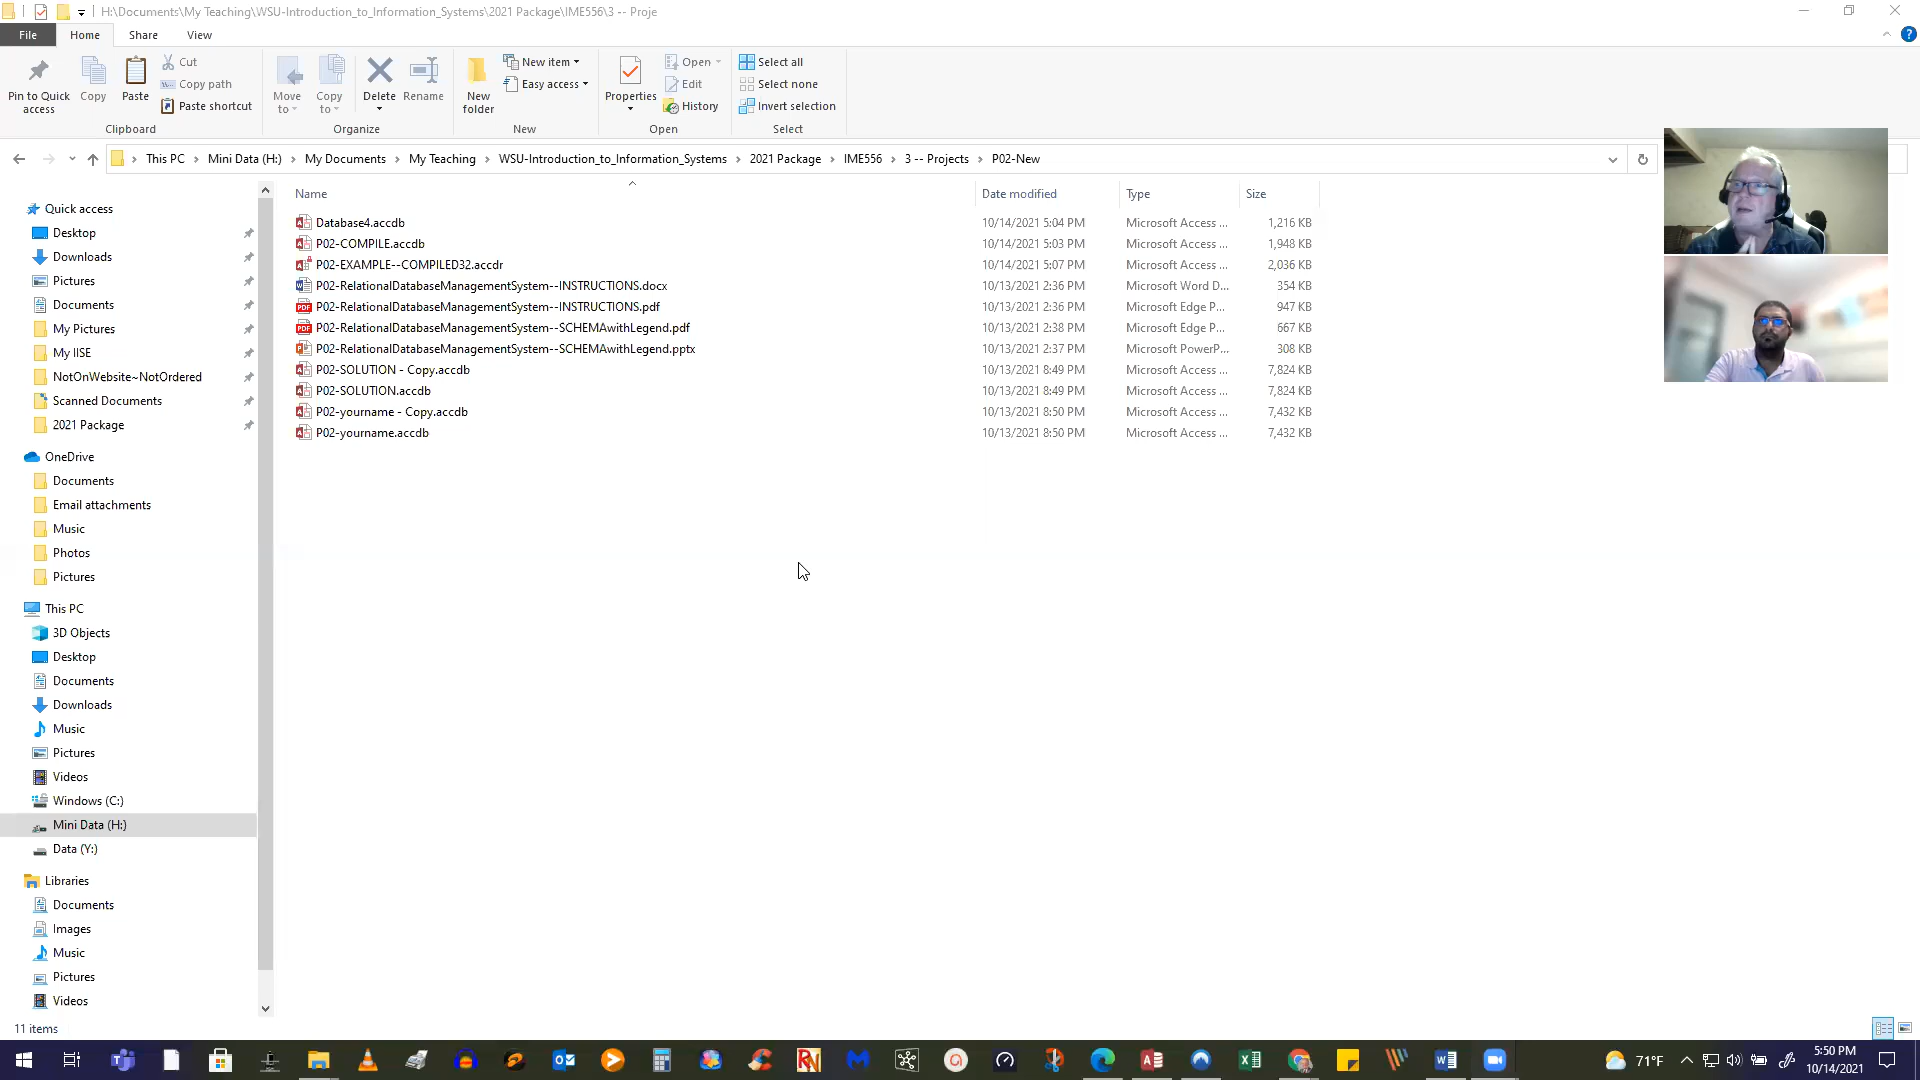 H:\Documents\My Teaching\WSU-Introduction_to_Information_Systems\2021 Package\IME556\3 -- Proje
File Home Share View
Pin to Quick access
Copy
Paste
Cut
Copy path
Paste shortcut
Clipboard
Move to
Copy to
Delete
Rename
Organize
New folder
New item
Easy access
New
Properties
Open
Edit
History
Open
Select all
Select none
Invert selection
Select
This PC > Mini Data (H:) > My Documents > My Teaching > WSU-Introduction_to_Information_Systems > 2021 Package > IME556 > 3 -- Projects > P02-New
Name Date modified Type Size
Database4.accdb 10/14/2021 5:04 PM Microsoft Access ... 1,216 KB
P02-COMPILE.accdb 10/14/2021 5:03 PM Microsoft Access ... 1,948 KB
P02-EXAMPLE--COMPILED32.accdr 10/14/2021 5:07 PM Microsoft Access ... 2,036 KB
P02-RelationalDatabaseManagementSystem--INSTRUCTIONS.docx 10/13/2021 2:36 PM Microsoft Word D... 354 KB
P02-RelationalDatabaseManagementSystem--INSTRUCTIONS.pdf 10/13/2021 2:36 PM Microsoft Edge P... 947 KB
P02-RelationalDatabaseManagementSystem--SCHEMAwithLegend.pdf 10/13/2021 2:38 PM Microsoft Edge P... 667 KB
P02-RelationalDatabaseManagementSystem--SCHEMAwithLegend.pptx 10/13/2021 2:37 PM Microsoft PowerP... 308 KB
P02-SOLUTION - Copy.accdb 10/13/2021 8:49 PM Microsoft Access ... 7,824 KB
P02-SOLUTION.accdb 10/13/2021 8:49 PM Microsoft Access ... 7,824 KB
P02-yourname - Copy.accdb 10/13/2021 8:50 PM Microsoft Access ... 7,432 KB
P02-yourname.accdb 10/13/2021 8:50 PM Microsoft Access ... 7,432 KB
Quick access
Desktop
Downloads
Pictures
Documents
My Pictures
My IISE
NotOnWebsite~NotOrdered
Scanned Documents
2021 Package
OneDrive
Documents
Email attachments
Music
Photos
Pictures
This PC
3D Objects
Desktop
Documents
Downloads
Music
Pictures
Videos
Windows (C:)
Mini Data (H:)
Data (Y:)
Libraries
Documents
Images
Music
Pictures
Videos
11 items
71°F
5:50 PM
10/14/2021